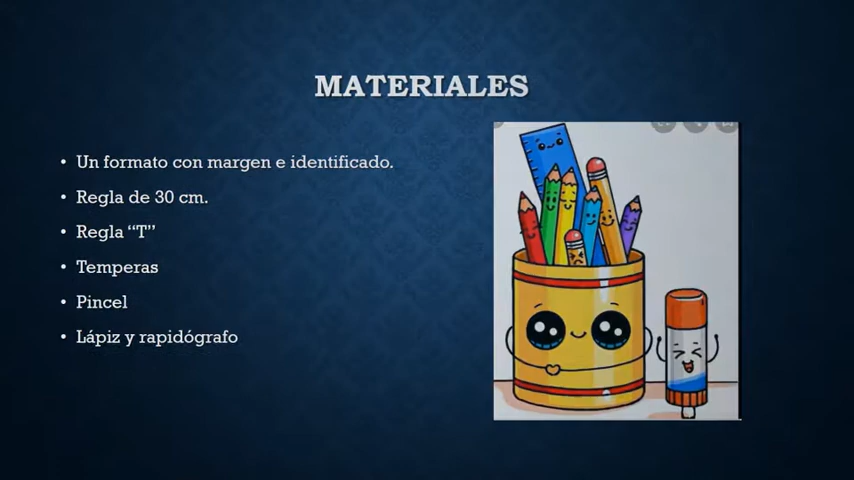 MATERIALES
• Un formato con margen e identificado.
• Regla de 30 cm.
• Regla “T”
• Temperas
• Pincel
• Lápiz y rapidógrafo